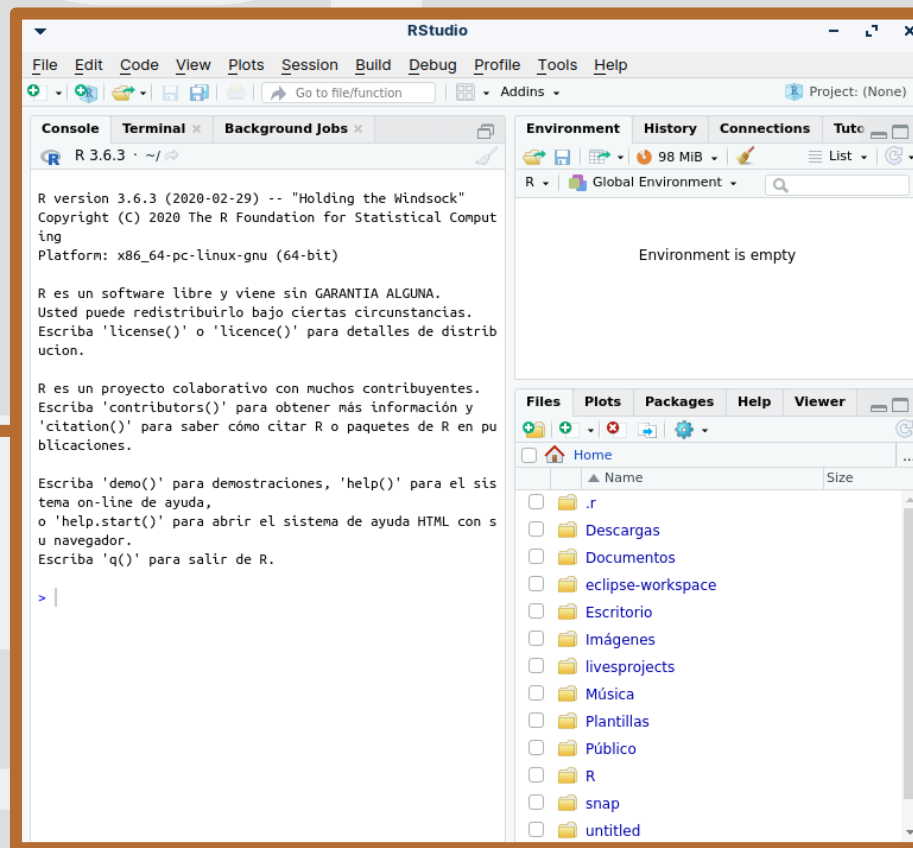 RStudio
File Edit Code View Plots Session Build Debug Profile Tools Help
Go to file/function Addins Project: (None)
Console Terminal Background Jobs
R 3.6.3 · ~/
R version 3.6.3 (2020-02-29) -- "Holding the Windsock"
Copyright (C) 2020 The R Foundation for Statistical Comput
ing
Platform: x86_64-pc-linux-gnu (64-bit)
R es un software libre y viene sin GARANTIA ALGUNA.
Usted puede redistribuirlo bajo ciertas circunstancias.
Escriba 'license()' o 'licence()' para detalles de distrib
ucion.
R es un proyecto colaborativo con muchos contribuyentes.
Escriba 'contributors()' para obtener más información y
'citation()' para saber cómo citar R o paquetes de R en pu
blicaciones.
Escriba 'demo()' para demostraciones, 'help()' para el sis
tema on-line de ayuda,
o 'help.start()' para abrir el sistema de ayuda HTML con s
u navegador.
Escriba 'q()' para salir de R.
>
Environment History Connections Tuto
98 MiB List
R Global Environment
Environment is empty
Files Plots Packages Help Viewer
Home ...
Name Size
.r
Descargas
Documentos
eclipse-workspace
Escritorio
Imágenes
livesprojects
Música
Plantillas
Público
R
snap
untitled